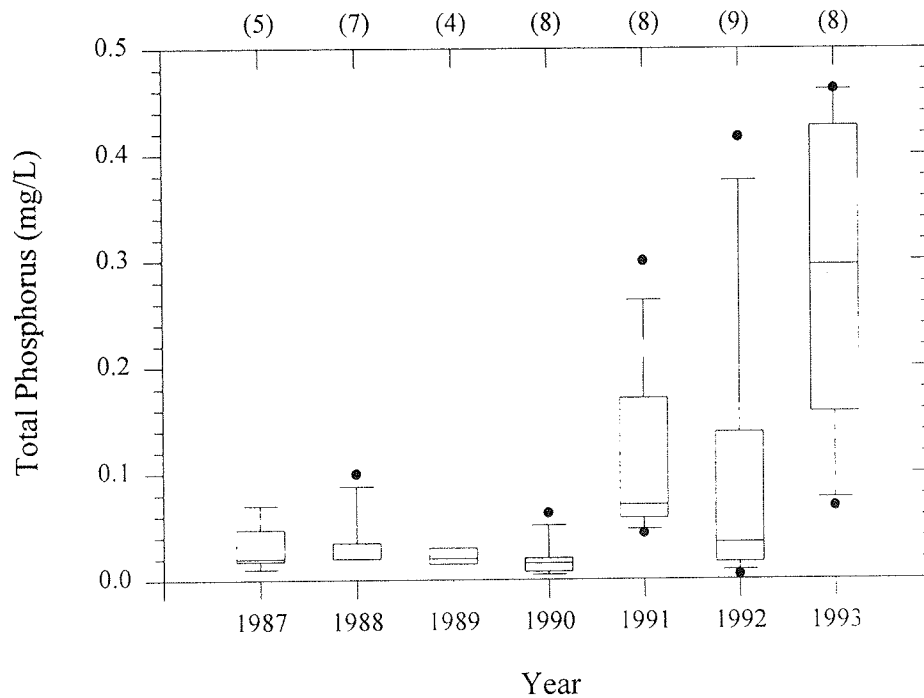 (5) (7) (4) (8) (8) (9) (8)
0.5
0.4
0.3
0.2
0.1
0.0
Total Phosphorus (mg/L)
1987 1988 1989 1990 1991 1992 1993
Year